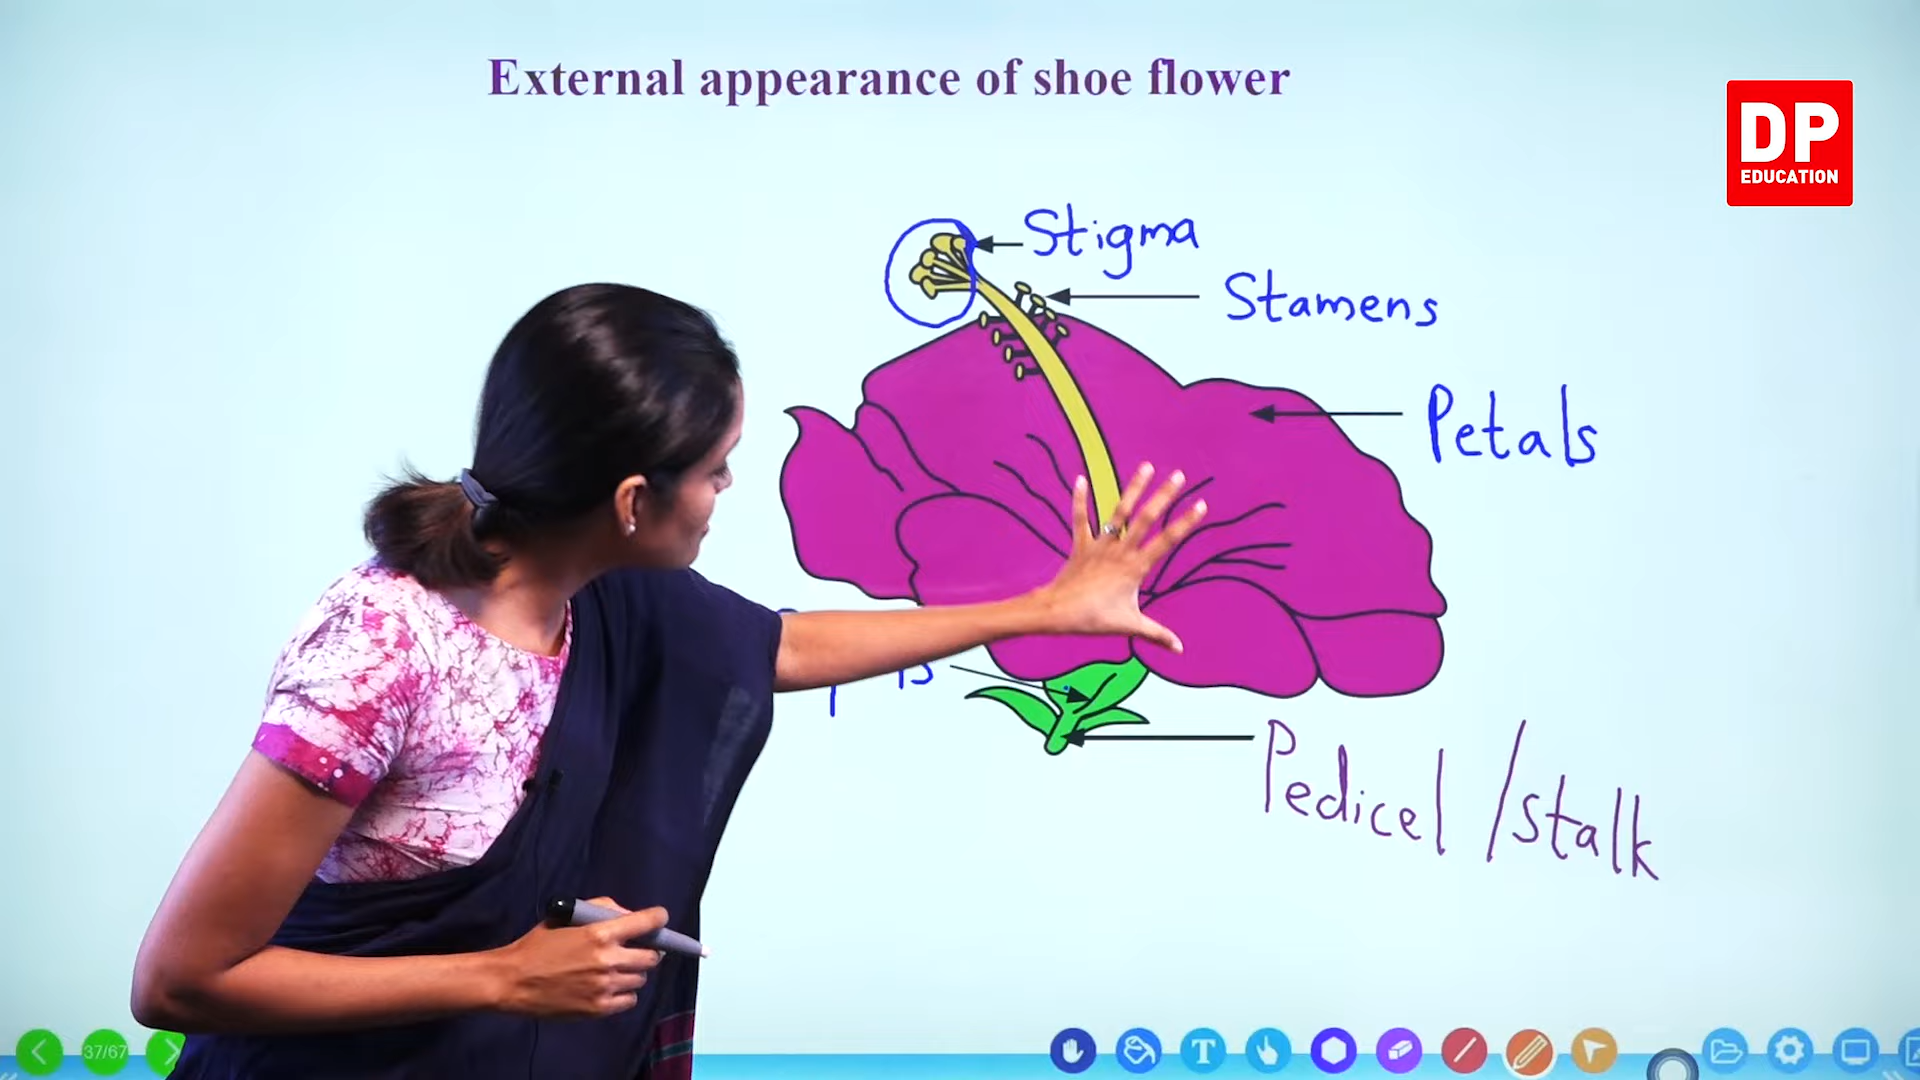 External appearance of shoe flower
DP
EDUCATION
Stigma
Stamens
Petals
Pedicel /stalk
37/67
T